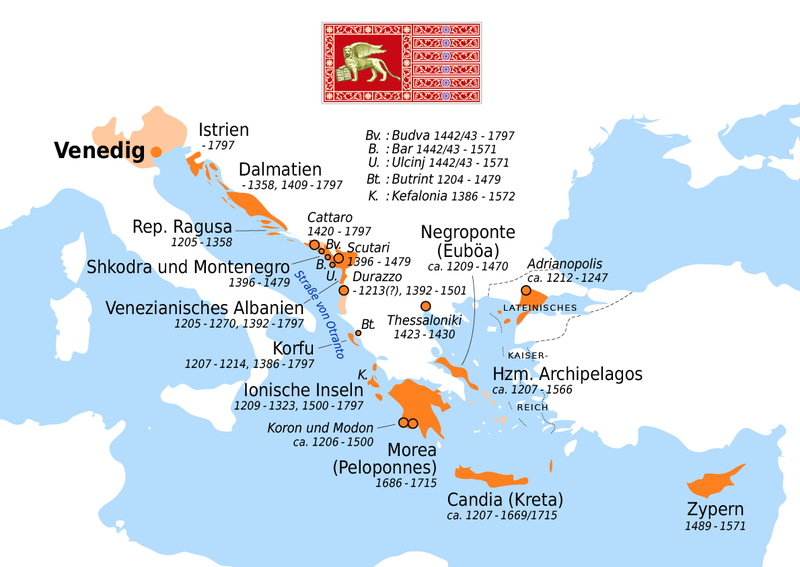 Bv. : Budva 1442/43 - 1797
B. : Bar 1442/43 - 1571
U. : Ulcinj 1442/43 - 1571
Bt. : Butrint 1204 - 1479
K. : Kefalonia 1386 - 1572
Venedig
Istrien
- 1797
Dalmatien
- 1358, 1409 - 1797
Rep. Ragusa
1205 - 1358
Cattaro
1420 - 1797
Bv.
Scutari
1396 - 1479
B.
U.
Shkodra und Montenegro
1396 - 1479
Durazzo
- 1213(?), 1392 - 1501
Venezianisches Albanien
1205 - 1270, 1392 - 1797
Straße von Otranto
Negroponte
(Euböa)
ca. 1209 - 1470
Adrianopolis
ca. 1212 - 1247
LATEINISCHES
Thessaloniki
1423 - 1430
Bt.
Korfu
1207 - 1214, 1386 - 1797
KAISER-
K.
Hzm. Archipelagos
ca. 1207 - 1566
Ionische Inseln
1209 - 1323, 1500 - 1797
REICH
Koron und Modon
ca. 1206 - 1500
Morea
(Peloponnes)
1686 - 1715
Candia (Kreta)
ca. 1207 - 1669/1715
Zypern
1489 - 1571